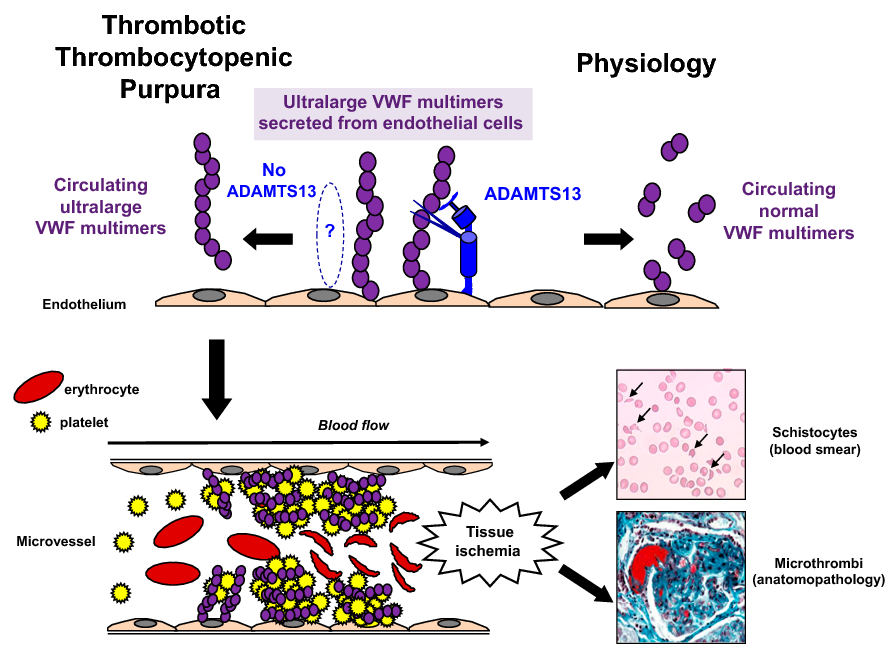 Thrombotic
Thrombocytopenic
Purpura
Physiology
Ultralarge VWF multimers
secreted from endothelial cells
Circulating
ultralarge
VWF multimers
No
ADAMTS13
?
ADAMTS13
Circulating
normal
VWF multimers
Endothelium
erythrocyte
platelet
Blood flow
Microvessel
Tissue
ischemia
Schistocytes
(blood smear)
Microthrombi
(anatomopathology)